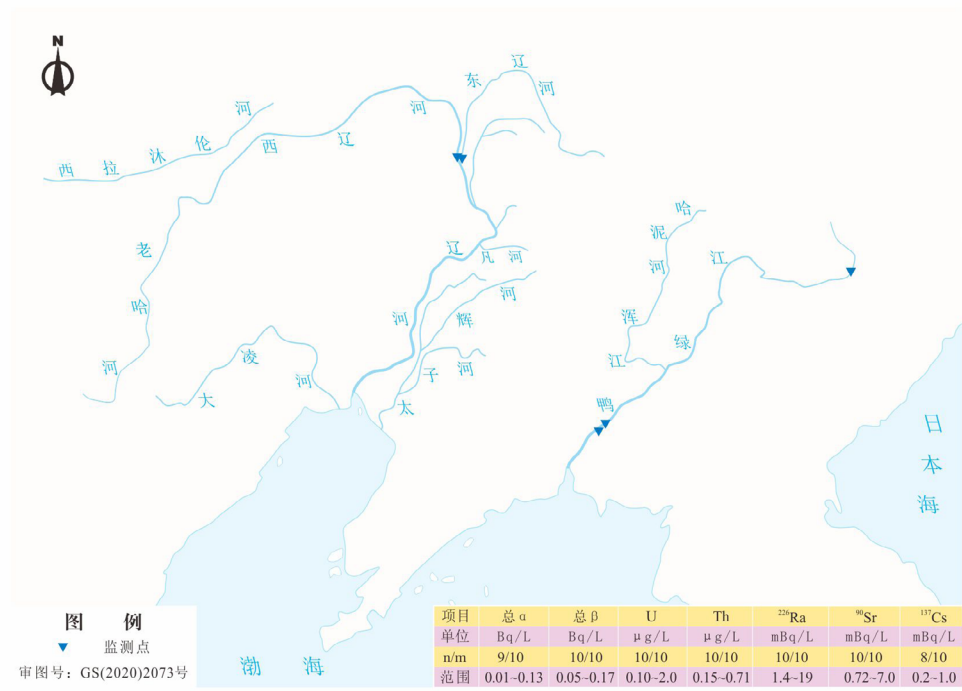 N
东辽河
西辽河
西拉沐伦河
老哈河
大凌河
辽河
凡河
辉河
太子河
哈泥河
浑江
鸭绿江
日本海
渤海
图 例
监测点
审图号：GS(2020)2073号
项目 总α 总β U Th ²²⁶Ra ⁹⁰Sr ¹³⁷Cs
单位 Bq/L Bq/L μg/L μg/L mBq/L mBq/L mBq/L
n/m 9/10 10/10 10/10 10/10 10/10 10/10 8/10
范围 0.01~0.13 0.05~0.17 0.10~2.0 0.15~0.71 1.4~19 0.72~7.0 0.2~1.0